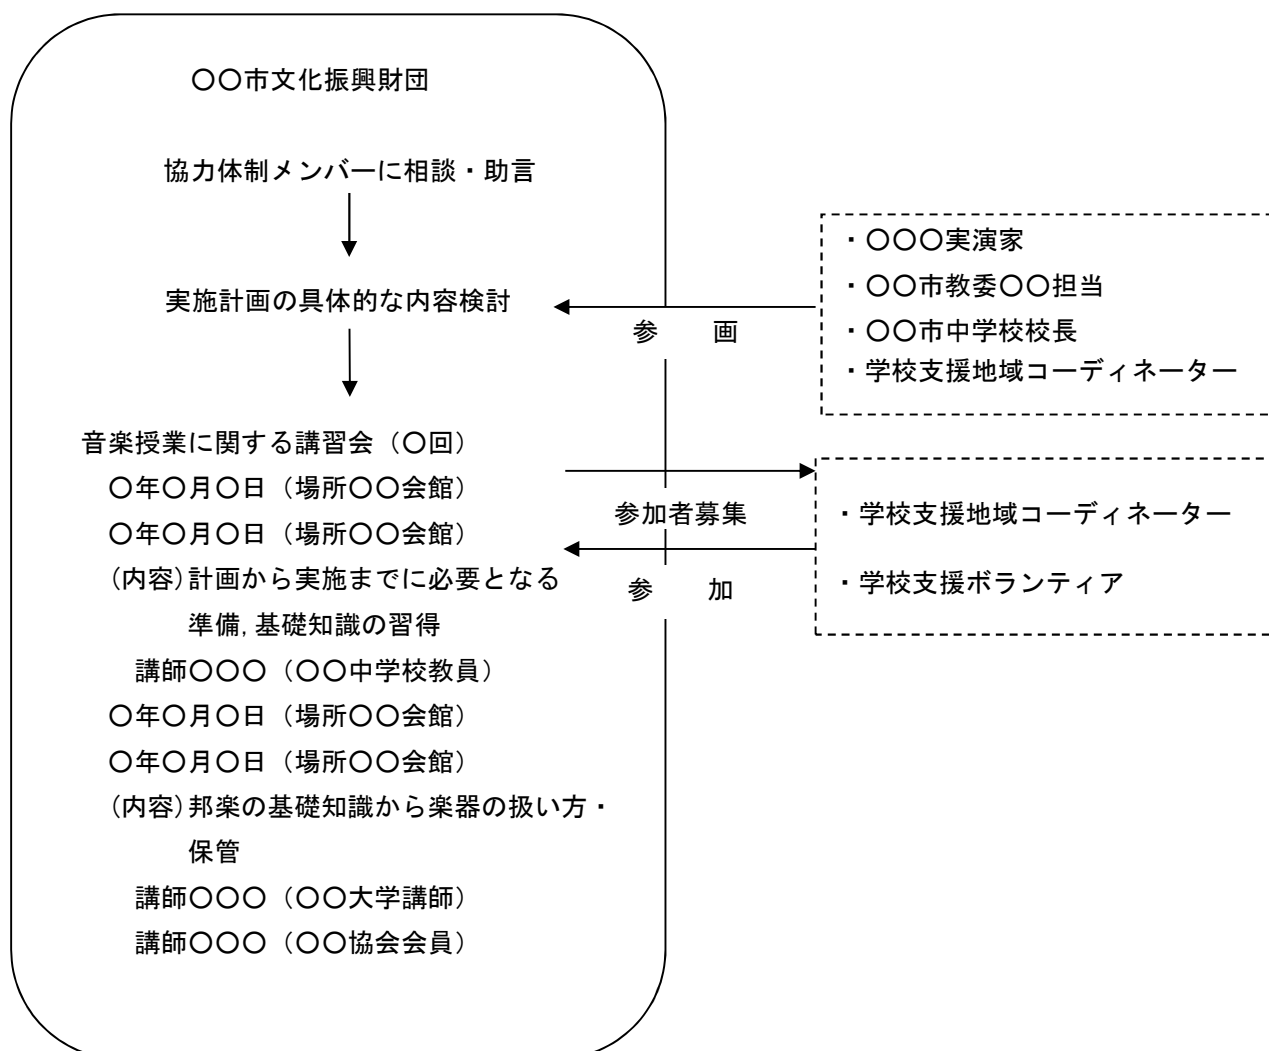 〇〇市文化振興財団
協力体制メンバーに相談・助言
実施計画の具体的な内容検討
音楽授業に関する講習会（〇回）
〇年〇月〇日（場所〇〇会館）
〇年〇月〇日（場所〇〇会館）
（内容）計画から実施までに必要となる
準備，基礎知識の習得
講師〇〇〇（〇〇中学校教員）
〇年〇月〇日（場所〇〇会館）
〇年〇月〇日（場所〇〇会館）
（内容）邦楽の基礎知識から楽器の扱い方・
保管
講師〇〇〇（〇〇大学講師）
講師〇〇〇（〇〇協会会員）
参　　画
・〇〇〇実演家
・〇〇市教委〇〇担当
・〇〇市中学校校長
・学校支援地域コーディネーター
参加者募集
参　　加
・学校支援地域コーディネーター
・学校支援ボランティア